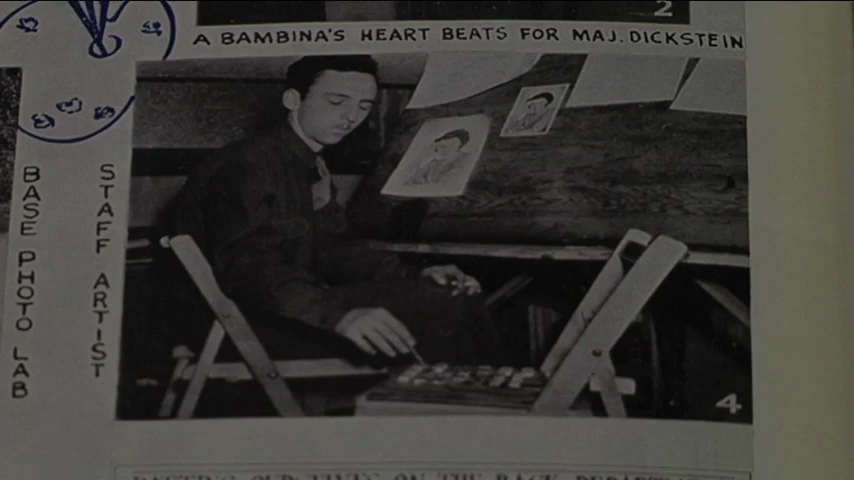 2
A BAMBINA'S HEART BEATS FOR MAJ. DICKSTEIN
BASE PHOTO LAB
STAFF ARTIST
4